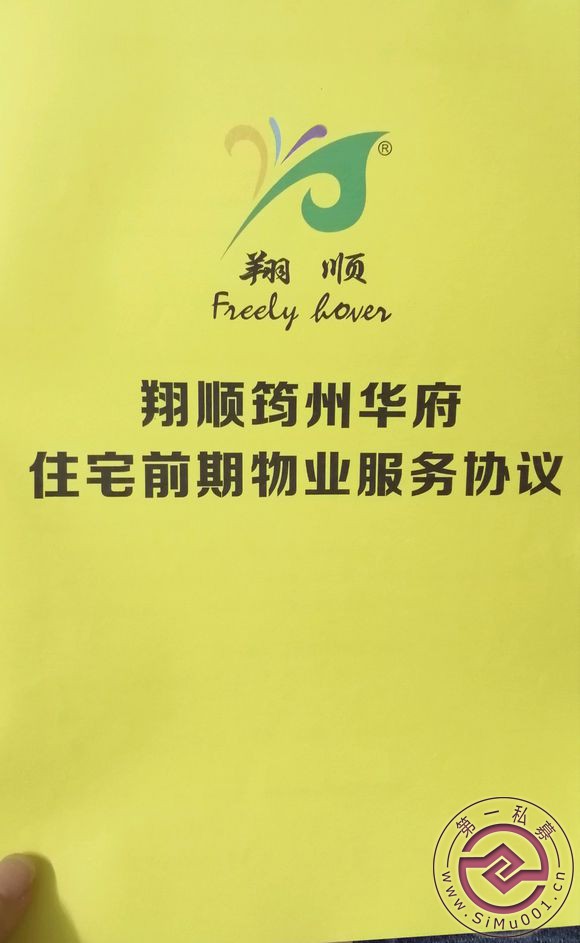 ®
翔 顺
Freely hover
翔顺筠州华府
住宅前期物业服务协议
第一私募
www.SiMu001.cn